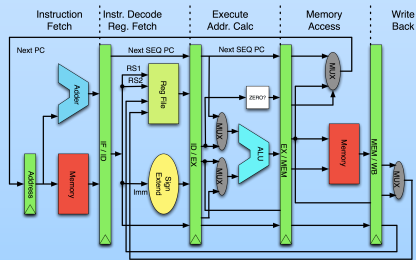 Instruction
Fetch
Instr. Decode
Reg. Fetch
Execute
Addr. Calc
Memory
Access
Write
Back
Next PC
Next SEQ PC
Next SEQ PC
Adder
RS1
RS2
Reg File
ZERO?
MUX
MUX
MUX
ALU
Address
Memory
IF / ID
Imm
Sign
Extend
ID / EX
EX / MEM
Memory
MEM / WB
MUX